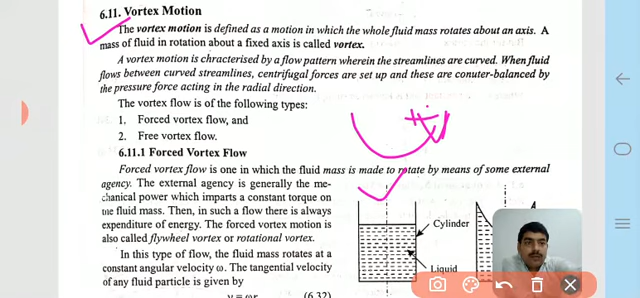 6.11. Vortex Motion
The vortex motion is defined as a motion in which the whole fluid mass rotates about an axis. A
mass of fluid in rotation about a fixed axis is called vortex.
A vortex motion is chracterised by a flow pattern wherein the streamlines are curved. When fluid
flows between curved streamlines, centrifugal forces are set up and these are conuter-balanced by
the pressure force acting in the radial direction.
The vortex flow is of the following types:
1. Forced vortex flow, and
2. Free vortex flow.
6.11.1 Forced Vortex Flow
Forced vortex flow is one in which the fluid mass is made to rotate by means of some external
agency. The external agency is generally the me-
chanical power which imparts a constant torque on
the fluid mass. Then, in such a flow there is always
expenditure of energy. The forced vortex motion is
also called flywheel vortex or rotational vortex.
In this type of flow, the fluid mass rotates at a
constant angular velocity ω. The tangential velocity
of any fluid particle is given by
v = ωr (6.32)
Cylinder
Liquid